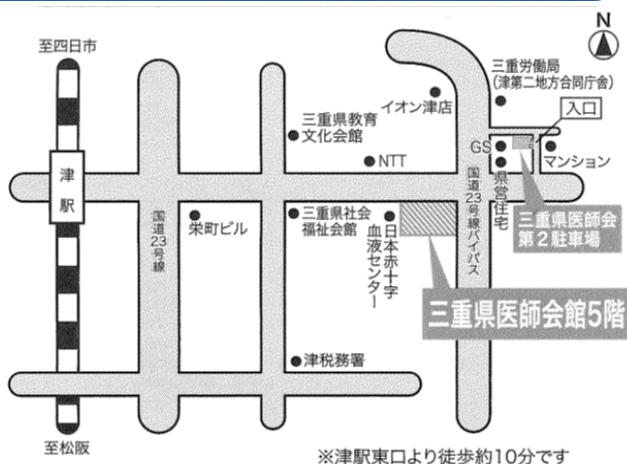 N
至四日市
三重労働局
(津第二地方合同庁舎)
入口
イオン津店
三重県教育
文化会館
GS
マンション
NTT
津駅
国道23号線
栄町ビル
三重県社会
福祉会館
日本赤十字
血液センター
国道23号線バイパス
県営住宅
三重県医師会
第2駐車場
三重県医師会館5階
津税務署
至松阪
※津駅東口より徒歩約10分です